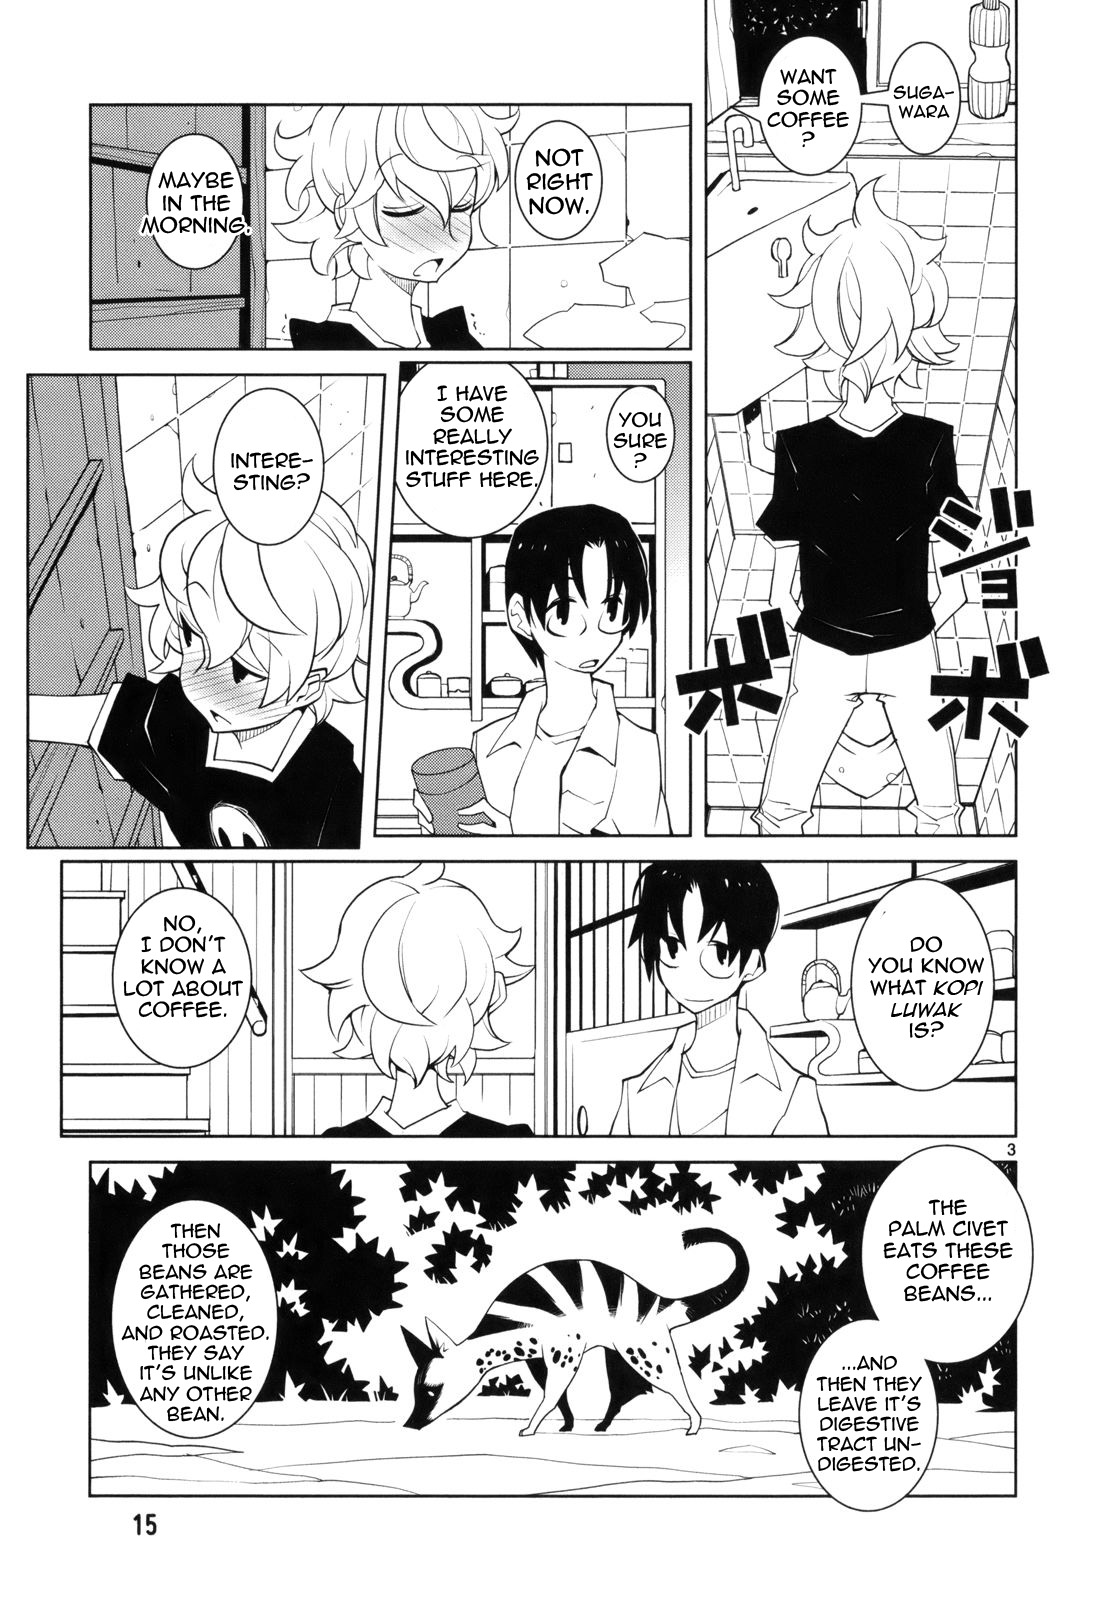 SUGA-
WARA
WANT
SOME
COFFEE
?
ジョ
ボ
ボ
NOT
RIGHT
NOW.
MAYBE
IN THE
MORNING.
YOU
SURE
?
I HAVE
SOME
REALLY
INTERESTING
STUFF HERE.
INTERE-
STING?
DO
YOU KNOW
WHAT KOPI
LUWAK
IS?
NO,
I DON'T
KNOW A
LOT ABOUT
COFFEE.
3
THE
PALM CIVET
EATS THESE
COFFEE
BEANS...
...AND
THEN THEY
LEAVE IT'S
DIGESTIVE
TRACT UN-
DIGESTED.
THEN
THOSE
BEANS ARE
GATHERED,
CLEANED,
AND ROASTED.
THEY SAY
IT'S UNLIKE
ANY OTHER
BEAN.
15